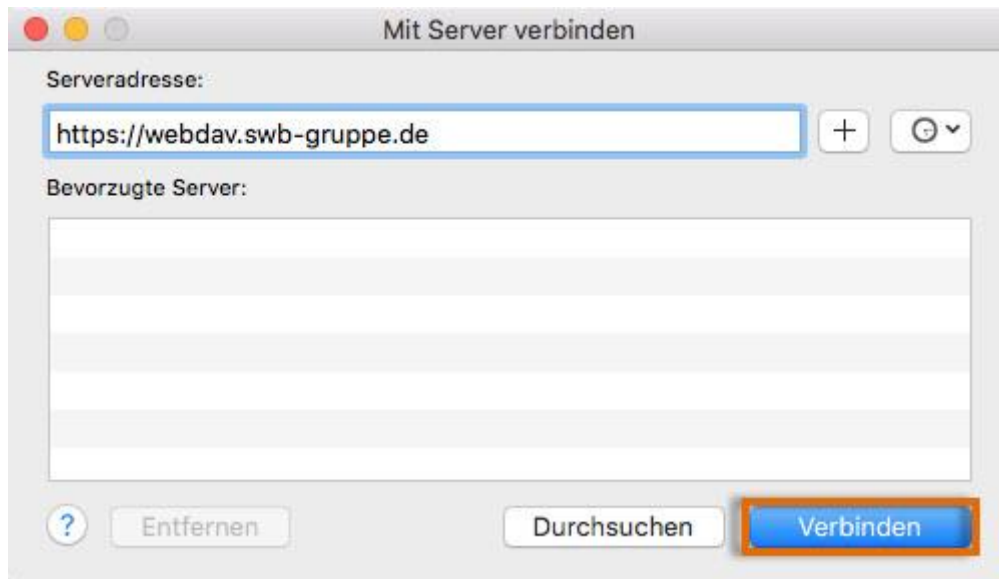 Mit Server verbinden
Serveradresse:
https://webdav.swb-gruppe.de
Bevorzugte Server:
? Entfernen Durchsuchen Verbinden